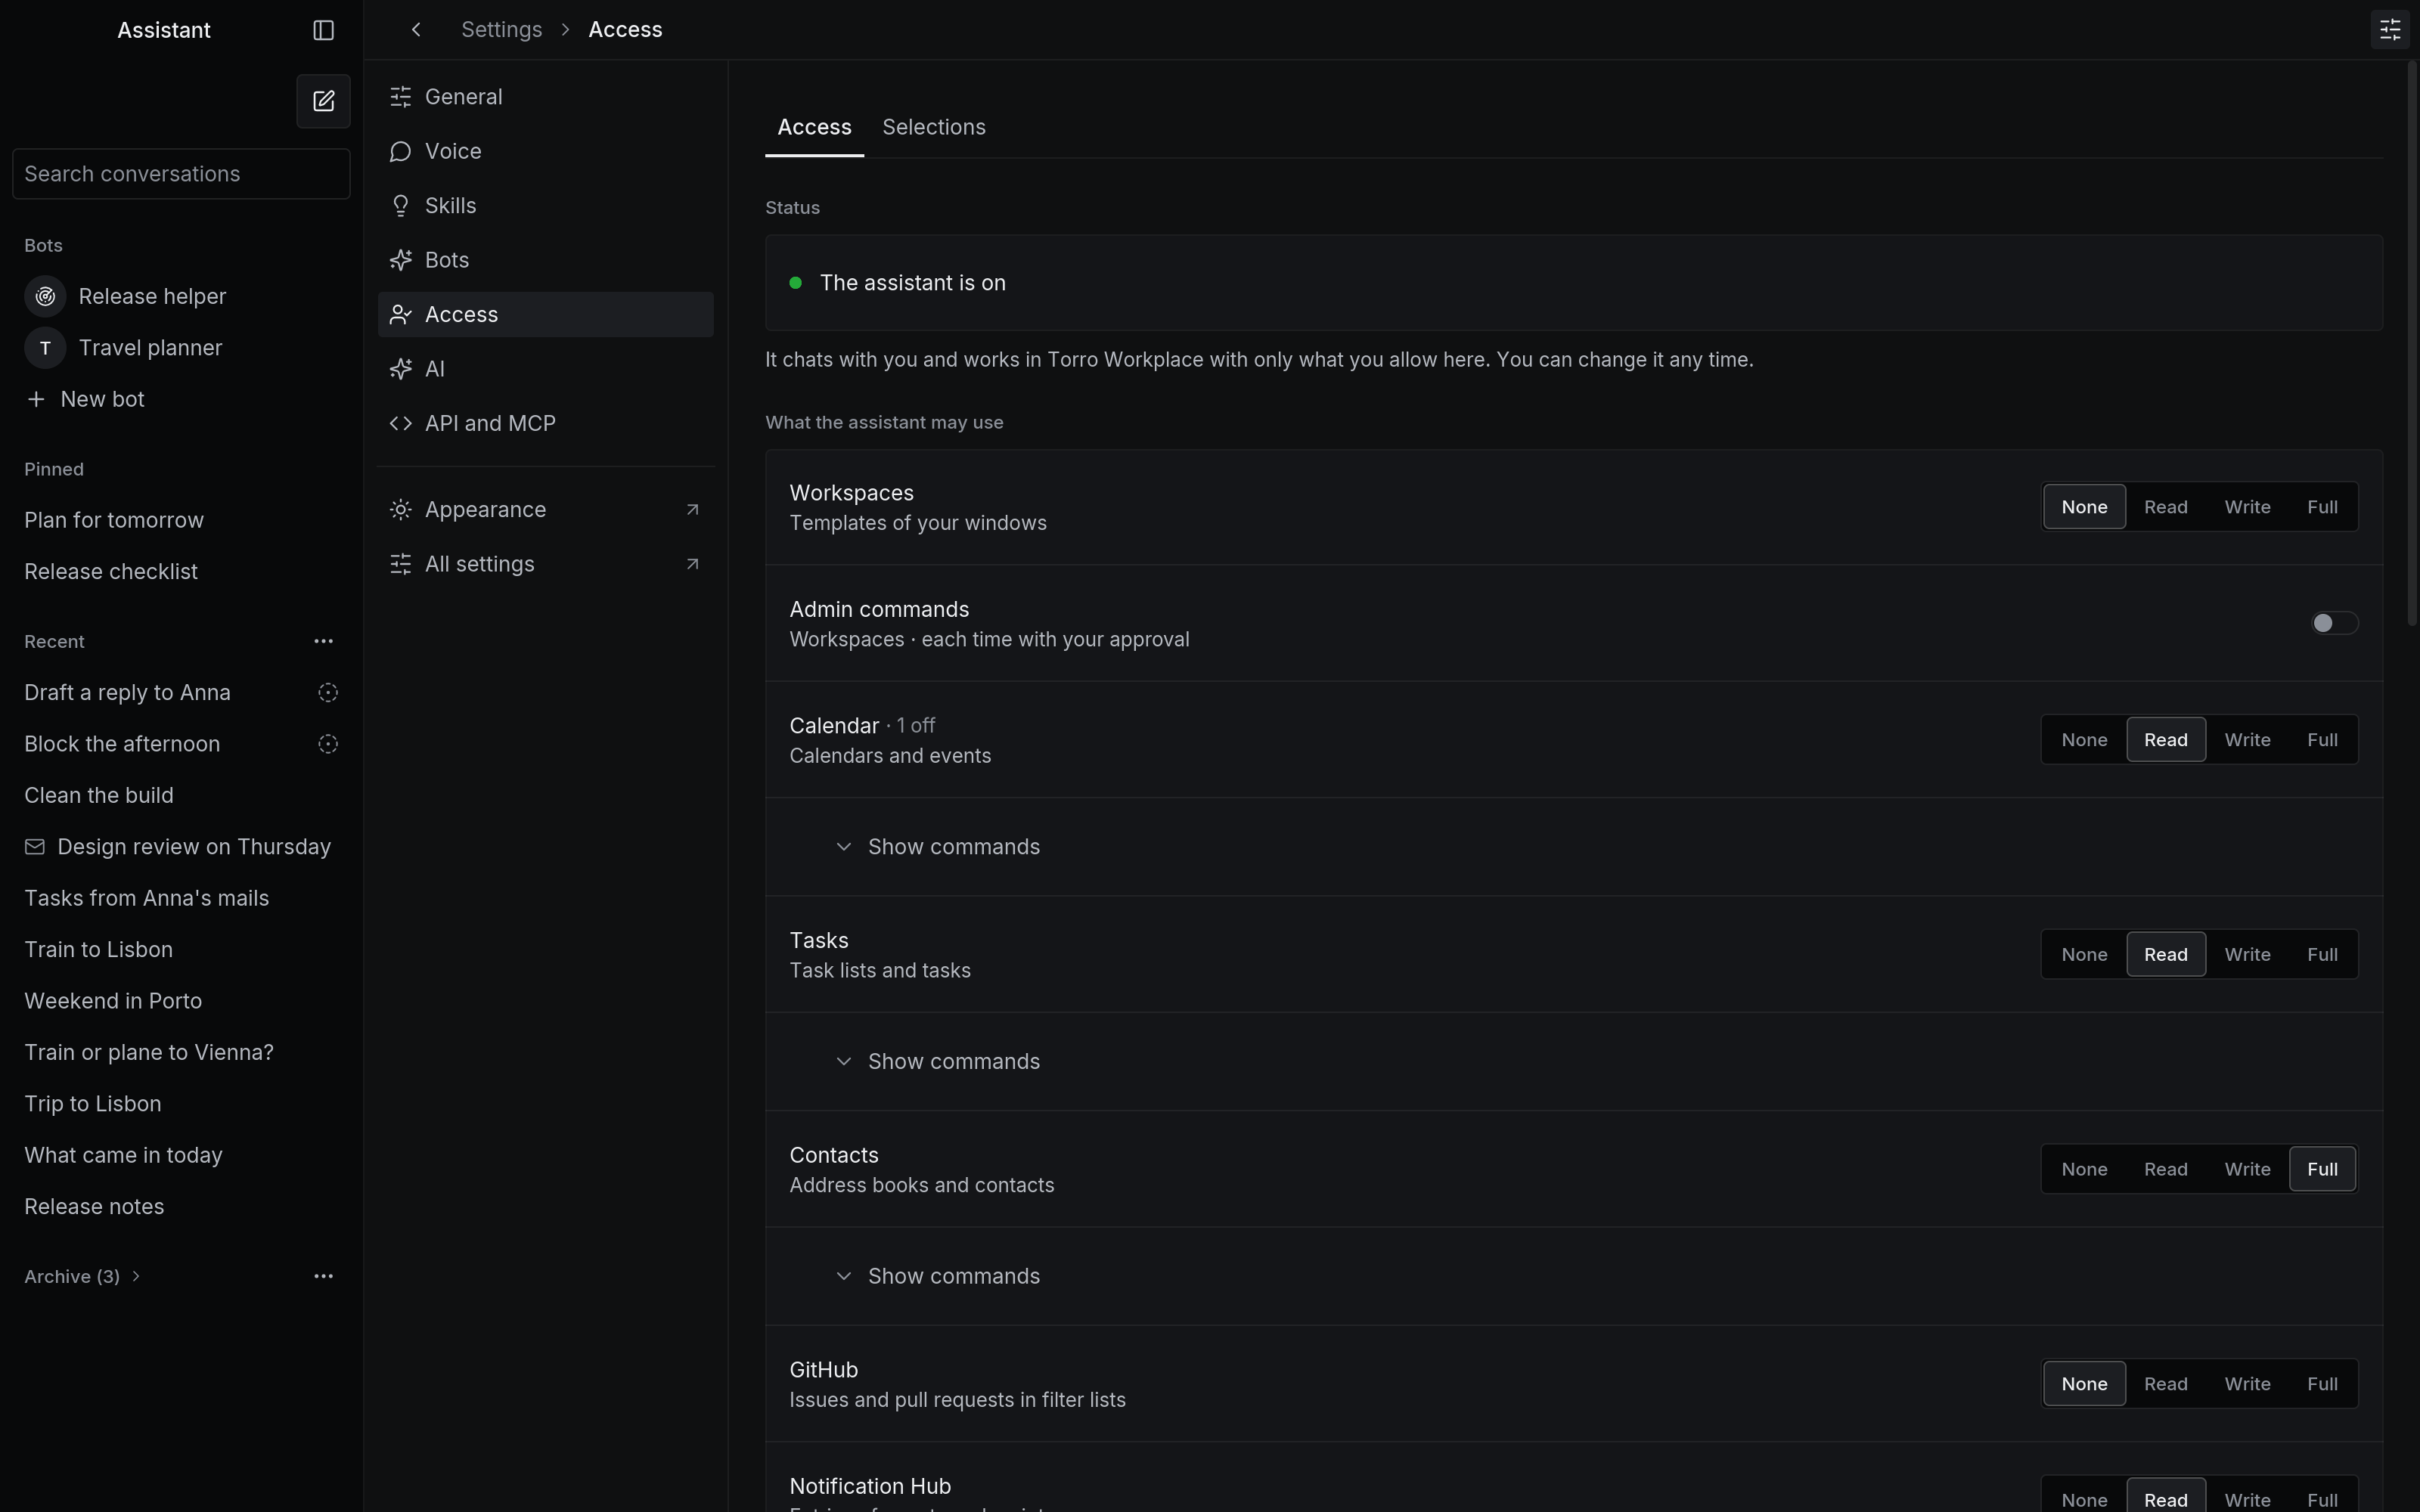 Assistant
Search conversations
Bots
Release helper
T
Travel planner
New bot
Pinned
Plan for tomorrow
Release checklist
Recent
Draft a reply to Anna
Block the afternoon
Clean the build
Design review on Thursday
Tasks from Anna's mails
Train to Lisbon
Weekend in Porto
Train or plane to Vienna?
Trip to Lisbon
What came in today
Release notes
Archive (3)
Settings > Access
General
Voice
Skills
Bots
Access
AI
API and MCP
Appearance
All settings
Access Selections
Status
The assistant is on
It chats with you and works in Torro Workplace with only what you allow here. You can change it any time.
What the assistant may use
Workspaces
Templates of your windows
None Read Write Full
Admin commands
Workspaces · each time with your approval
Calendar · 1 off
Calendars and events
None Read Write Full
Show commands
Tasks
Task lists and tasks
None Read Write Full
Show commands
Contacts
Address books and contacts
None Read Write Full
Show commands
GitHub
Issues and pull requests in filter lists
None Read Write Full
Notification Hub
None Read Write Full